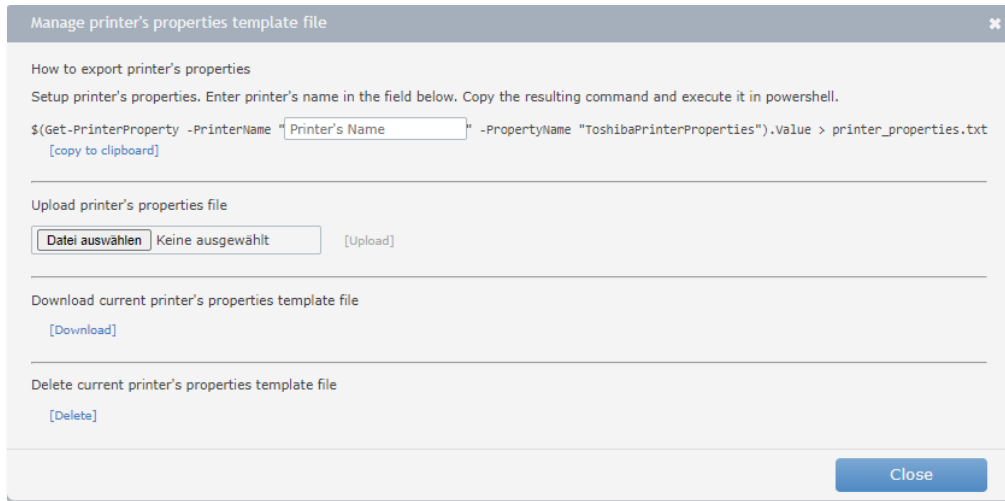 Manage printer's properties template file
How to export printer's properties
Setup printer's properties. Enter printer's name in the field below. Copy the resulting command and execute it in powershell.
$(Get-PrinterProperty -PrinterName "Printer's Name" -PropertyName "ToshibaPrinterProperties").Value > printer_properties.txt
[copy to clipboard]
Upload printer's properties file
Datei auswählen Keine ausgewählt [Upload]
Download current printer's properties template file
[Download]
Delete current printer's properties template file
[Delete]
Close